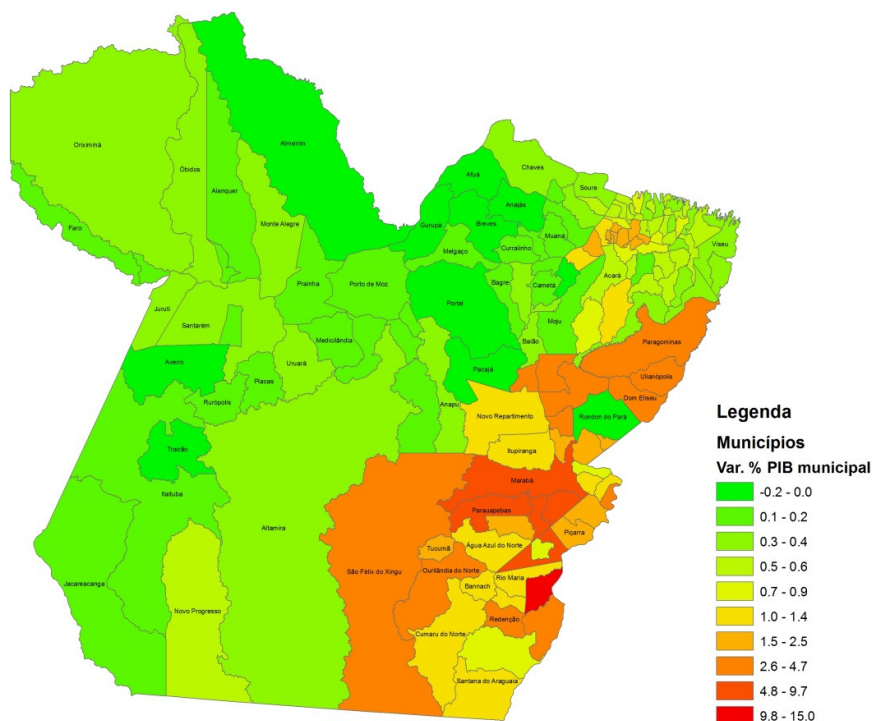 Almeirim
Oriximiná
Óbidos
Alenquer
Monte Alegre
Faro
Chaves
Afuá
Soure
Anajás
Gurupá
Breves
Muaná
Melgaço
Curralinho
Viseu
Prainha
Porto de Moz
Bagre
Cametá
Acará
Portel
Juruti
Santarém
Moju
Baião
Medicilândia
Paragominas
Aveiro
Uruará
Pacajá
Placas
Ulianópolis
Rurópolis
Anapu
Dom Eliseu
Novo Repartimento
Rondon do Pará
Trairão
Itupiranga
Itaituba
Marabá
Altamira
Parauapebas
Piçarra
Tucumã
Água Azul do Norte
São Félix do Xingu
Ourilândia do Norte
Rio Maria
Jacareacanga
Bannach
Novo Progresso
Redenção
Cumaru do Norte
Santana do Araguaia
Legenda
Municípios
Var. % PIB municipal
-0.2 - 0.0
0.1 - 0.2
0.3 - 0.4
0.5 - 0.6
0.7 - 0.9
1.0 - 1.4
1.5 - 2.5
2.6 - 4.7
4.8 - 9.7
9.8 - 15.0